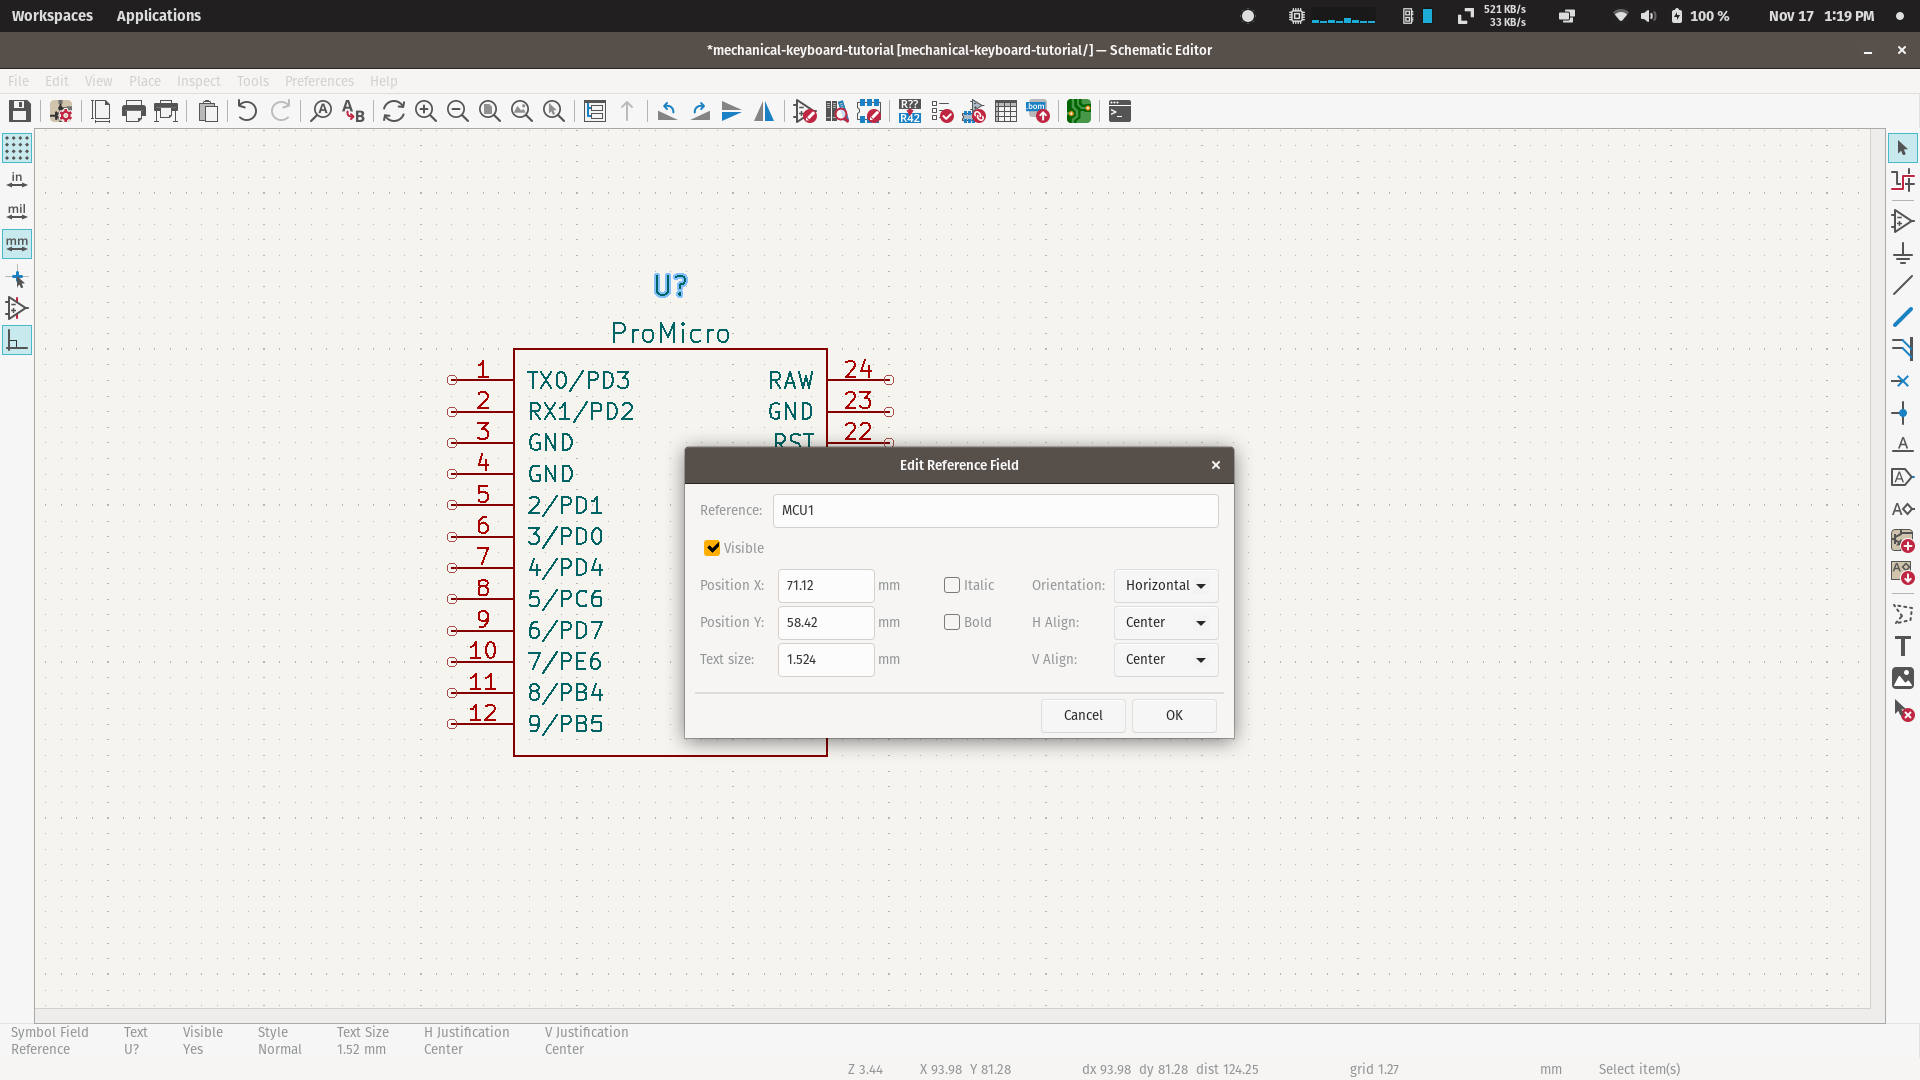 Workspaces Applications 521 KB/s 33 KB/s 100 % Nov 17 1:19 PM
*mechanical-keyboard-tutorial [mechanical-keyboard-tutorial/] — Schematic Editor
File Edit View Place Inspect Tools Preferences Help
A A B R?? R42 .bom >_
in
mil
mm
U?
ProMicro
1 TX0/PD3 RAW 24
2 RX1/PD2 GND 23
3 GND RST 22
4 GND
5 2/PD1
6 3/PD0
7 4/PD4
8 5/PC6
9 6/PD7
10 7/PE6
11 8/PB4
12 9/PB5
Edit Reference Field
Reference: MCU1
Visible
Position X: 71.12 mm Italic Orientation: Horizontal
Position Y: 58.42 mm Bold H Align: Center
Text size: 1.524 mm V Align: Center
Cancel OK
A
A
A
A
T
Symbol Field Text Visible Style Text Size H Justification V Justification
Reference U? Yes Normal 1.52 mm Center Center
Z 3.44 X 93.98 Y 81.28 dx 93.98 dy 81.28 dist 124.25 grid 1.27 mm Select item(s)